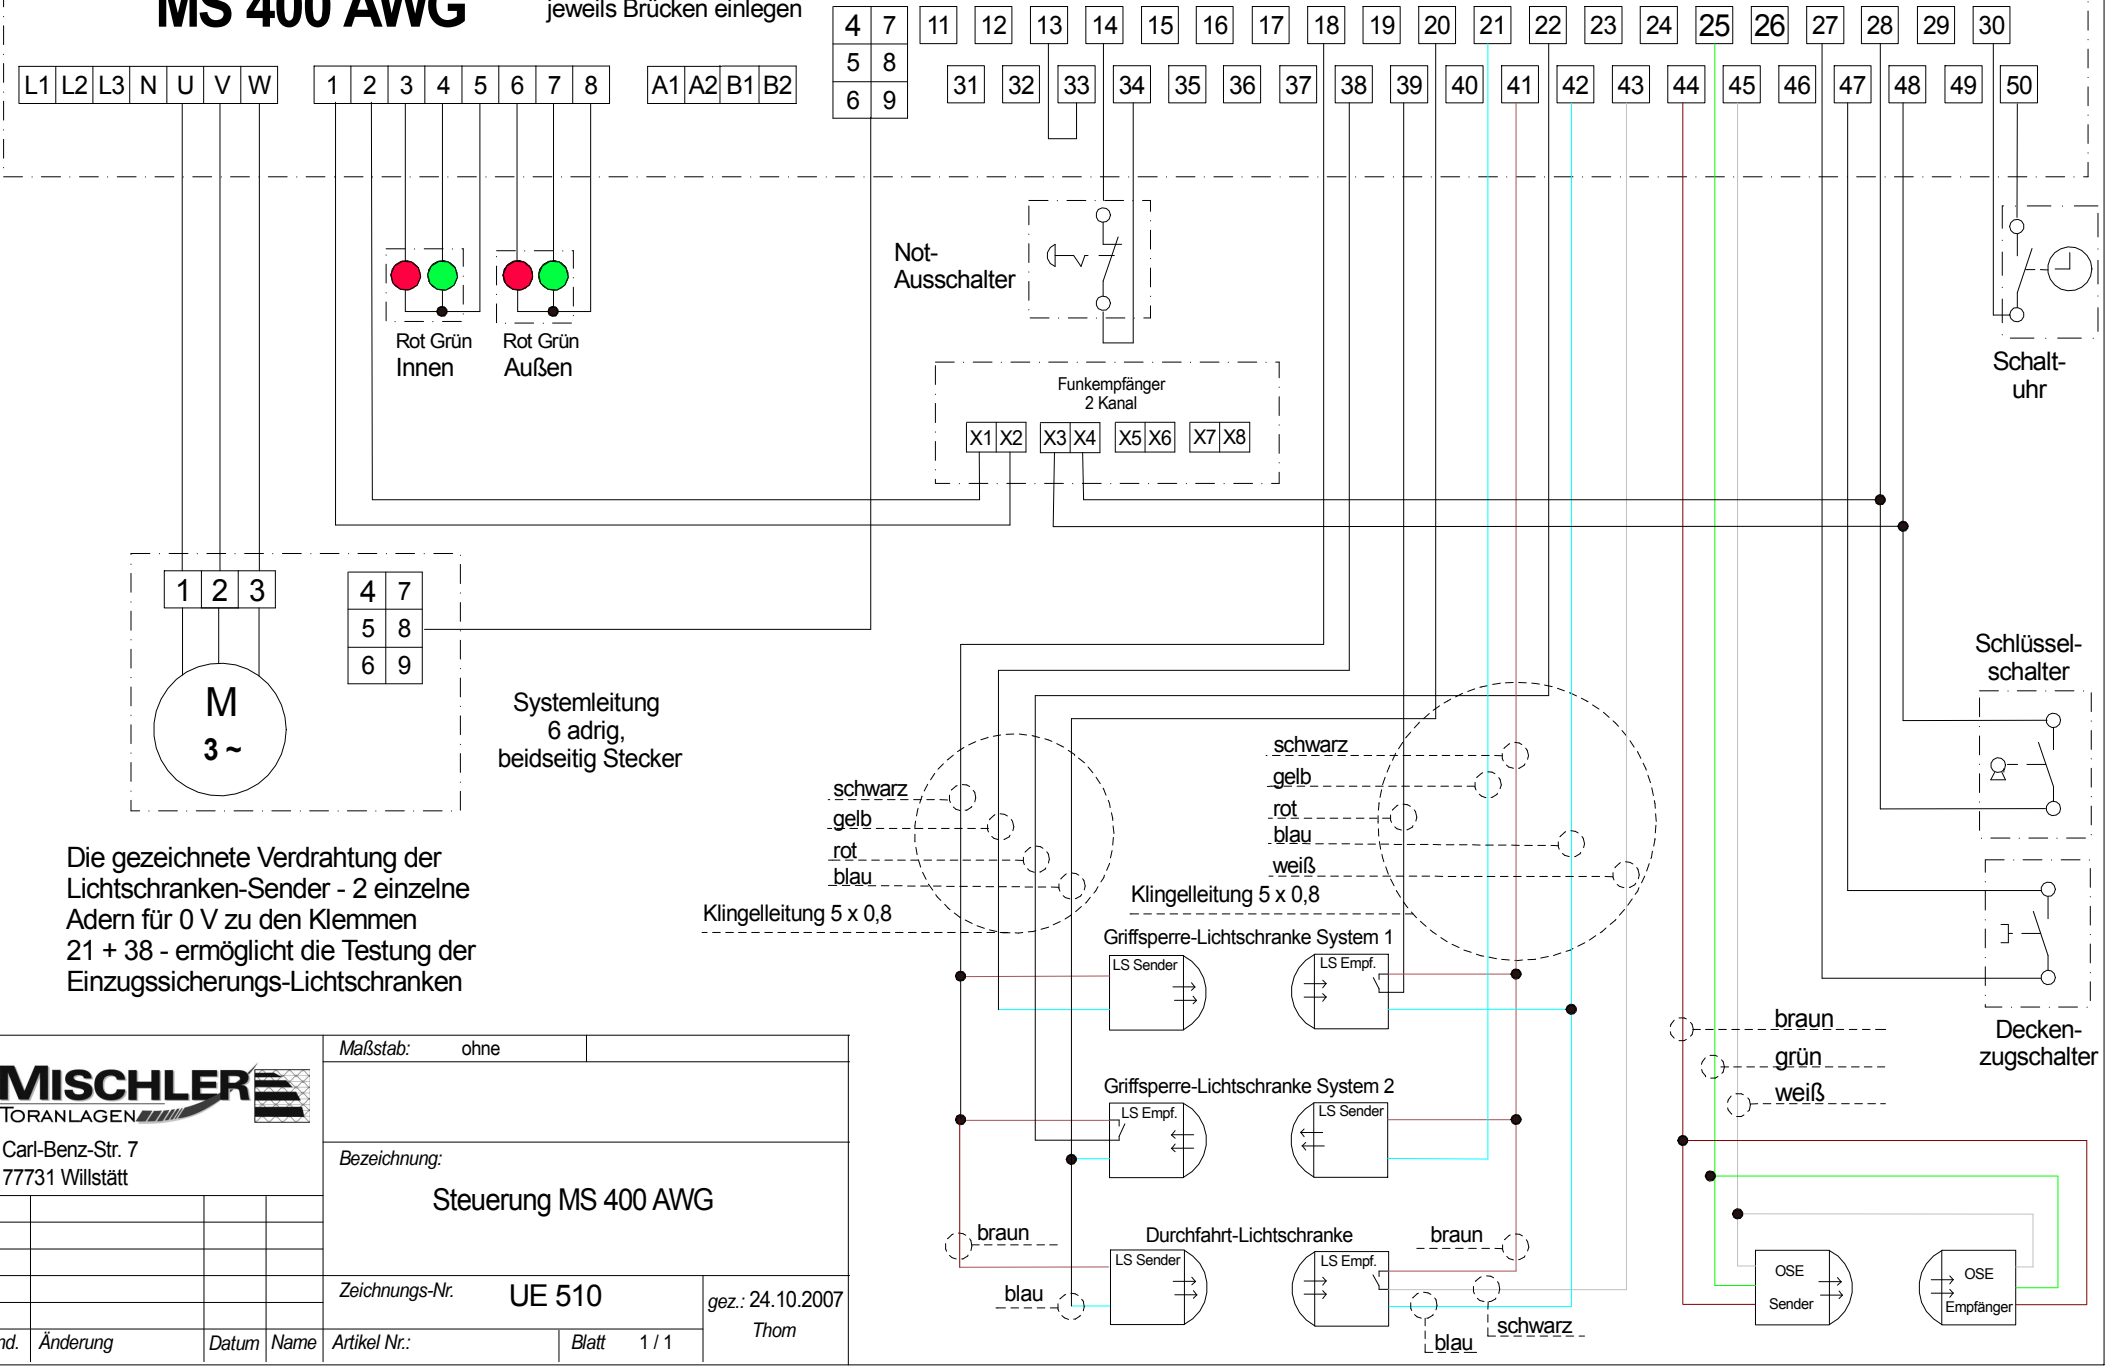 MS 400 AWG
jeweils Brücken einlegen
4 7
5 8
6 9
11 12 13 14 15 16 17 18 19 20 21 22 23 24 25 26 27 28 29 30
31 32 33 34 35 36 37 38 39 40 41 42 43 44 45 46 47 48 49 50
L1 L2 L3 N U V W
1 2 3 4 5 6 7 8
A1 A2 B1 B2
Rot Grün
Innen
Rot Grün
Außen
Not-
Ausschalter
Schalt-
uhr
Funkempfänger
2 Kanal
X1 X2 X3 X4 X5 X6 X7 X8
1 2 3
4 7
5 8
6 9
M
3 ~
Systemleitung
6 adrig,
beidseitig Stecker
Schlüssel-
schalter
schwarz
gelb
rot
blau
Klingelleitung 5 x 0,8
schwarz
gelb
rot
blau
weiß
Klingelleitung 5 x 0,8
Die gezeichnete Verdrahtung der
Lichtschranken-Sender - 2 einzelne
Adern für 0 V zu den Klemmen
21 + 38 - ermöglicht die Testung der
Einzugssicherungs-Lichtschranken
Griffsperre-Lichtschranke System 1
LS Sender
LS Empf.
Griffsperre-Lichtschranke System 2
LS Empf.
LS Sender
Durchfahrt-Lichtschranke
LS Sender
LS Empf.
braun
blau
braun
schwarz
blau
Decken-
zugschalter
braun
grün
weiß
OSE
Sender
OSE
Empfänger
MISCHLER
TORANLAGEN
Carl-Benz-Str. 7
77731 Willstätt
Maßstab: ohne
Bezeichnung:
Steuerung MS 400 AWG
Zeichnungs-Nr. UE 510
gez.: 24.10.2007
Thom
nd. Änderung Datum Name
Artikel Nr.: Blatt 1 / 1